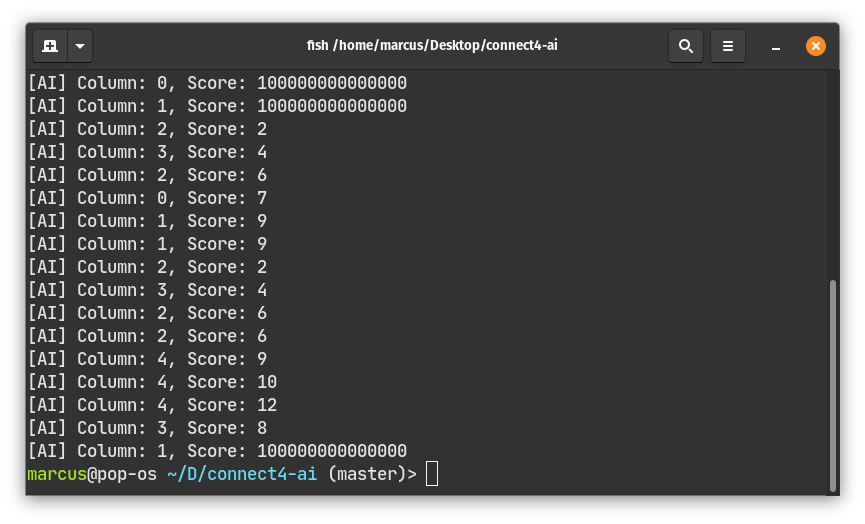 fish /home/marcus/Desktop/connect4-ai
[AI] Column: 0, Score: 100000000000000
[AI] Column: 1, Score: 100000000000000
[AI] Column: 2, Score: 2
[AI] Column: 3, Score: 4
[AI] Column: 2, Score: 6
[AI] Column: 0, Score: 7
[AI] Column: 1, Score: 9
[AI] Column: 1, Score: 9
[AI] Column: 2, Score: 2
[AI] Column: 3, Score: 4
[AI] Column: 2, Score: 6
[AI] Column: 2, Score: 6
[AI] Column: 4, Score: 9
[AI] Column: 4, Score: 10
[AI] Column: 4, Score: 12
[AI] Column: 3, Score: 8
[AI] Column: 1, Score: 100000000000000
marcus@pop-os ~/D/connect4-ai (master)>